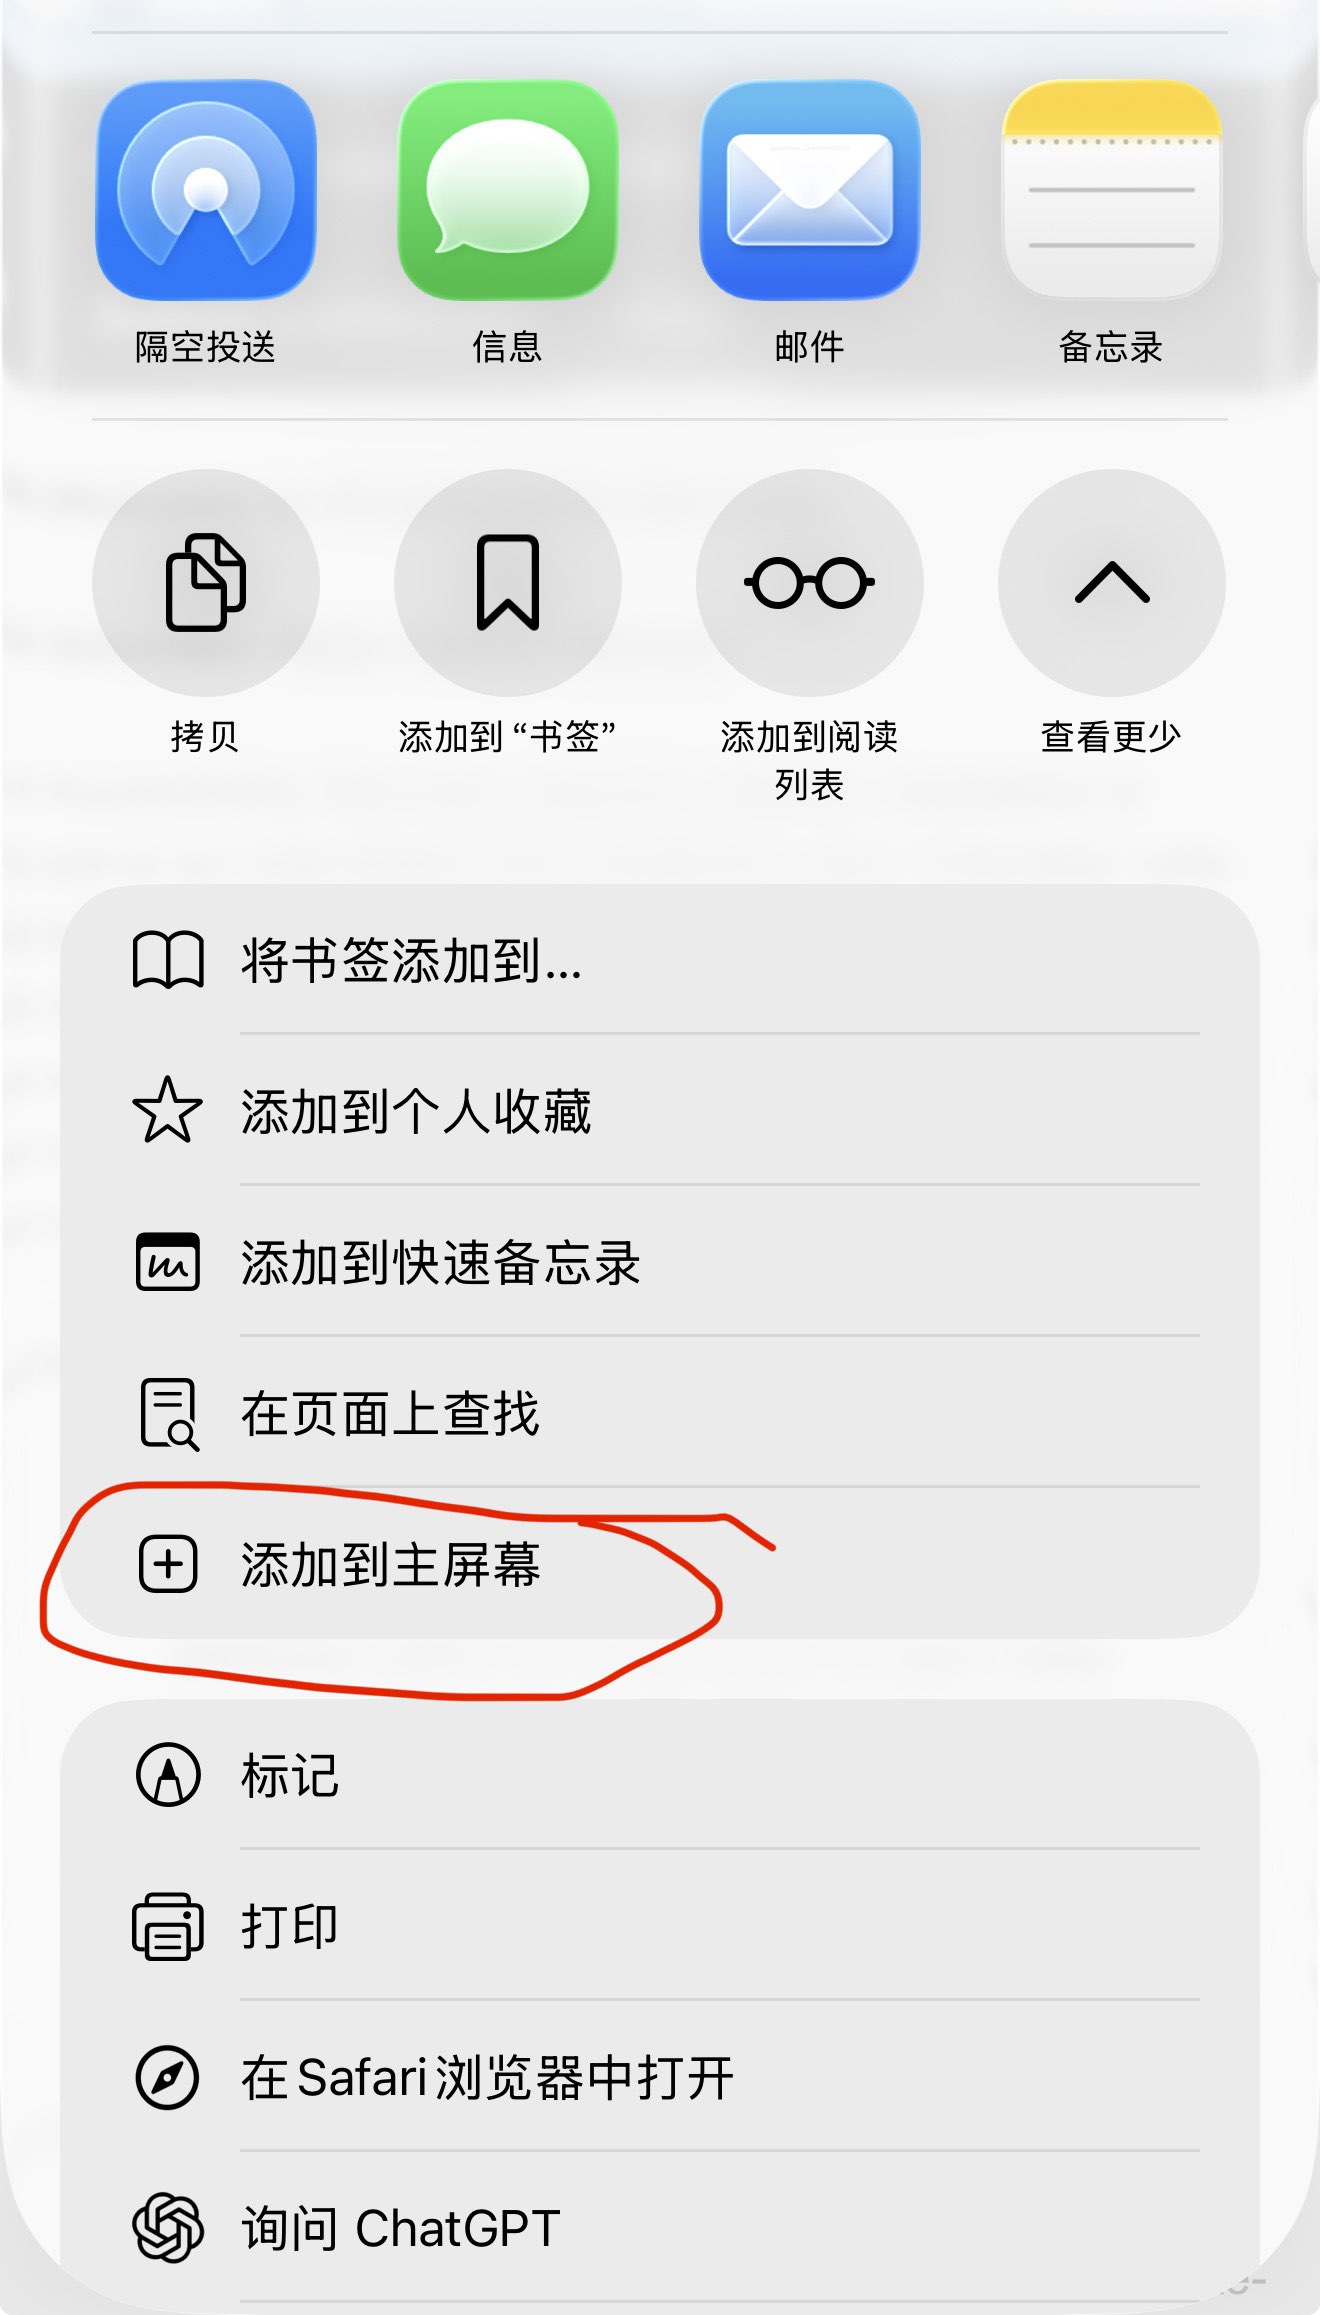 隔空投送
信息
邮件
备忘录
拷贝
添加到“书签”
添加到阅读
列表
查看更少
将书签添加到...
添加到个人收藏
添加到快速备忘录
在页面上查找
添加到主屏幕
标记
打印
在Safari浏览器中打开
询问 ChatGPT